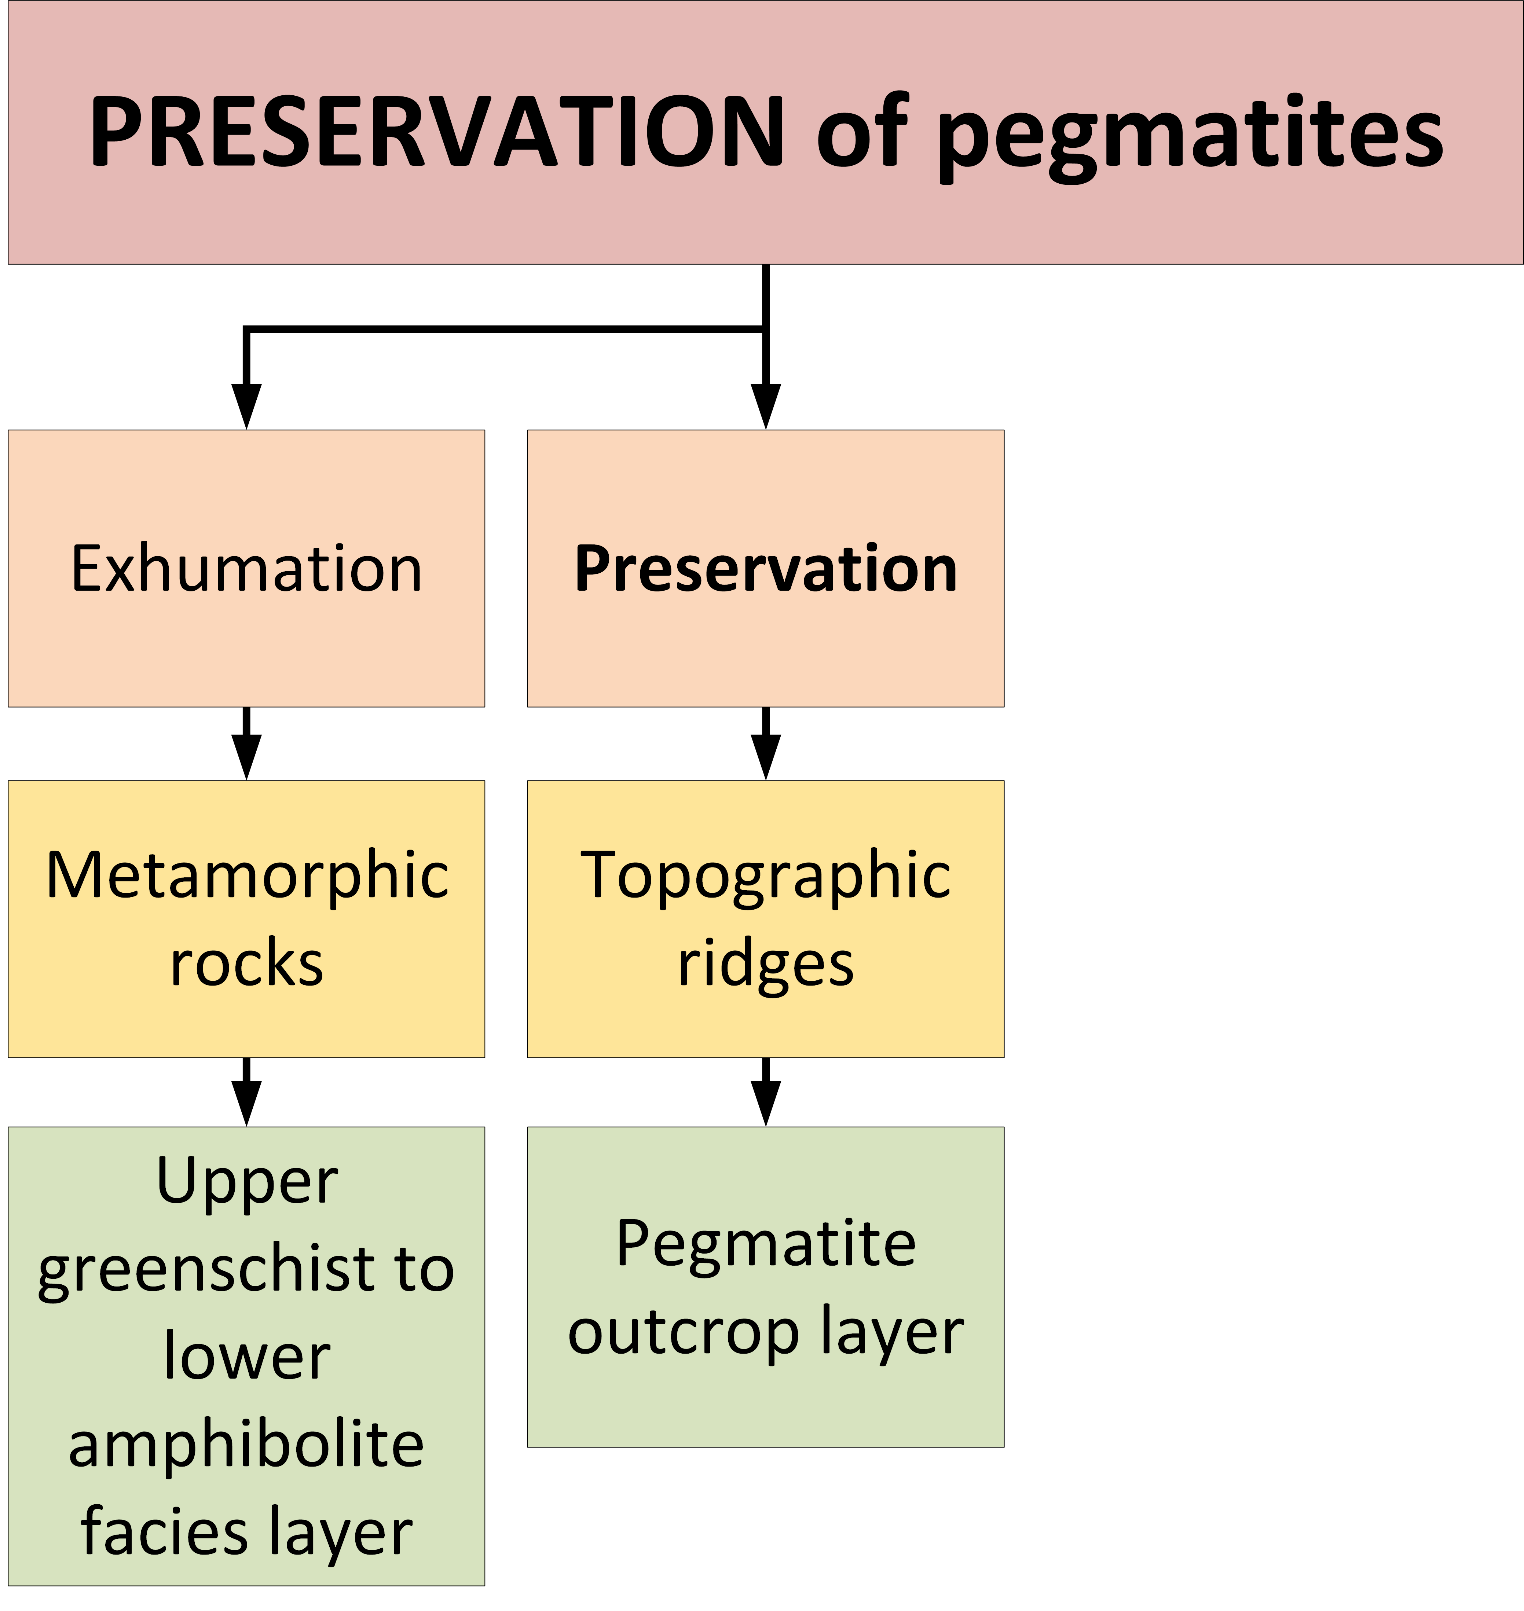 PRESERVATION of pegmatites
Exhumation
Preservation
Metamorphic
rocks
Topographic
ridges
Upper
greenschist to
lower
amphibolite
facies layer
Pegmatite
outcrop layer